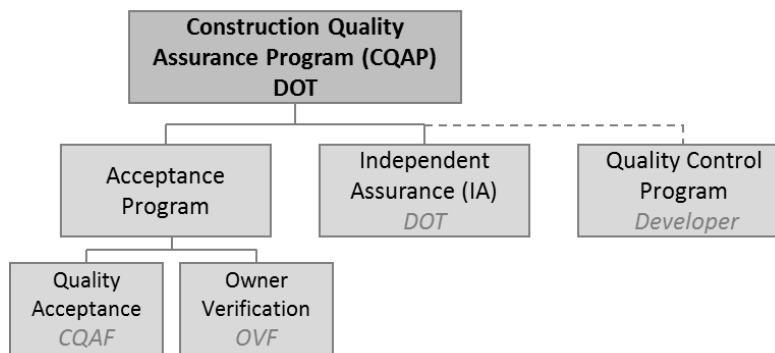 Construction Quality
Assurance Program (CQAP)
DOT
Acceptance
Program
Independent
Assurance (IA)
DOT
Quality Control
Program
Developer
Quality
Acceptance
CQAF
Owner
Verification
OVF